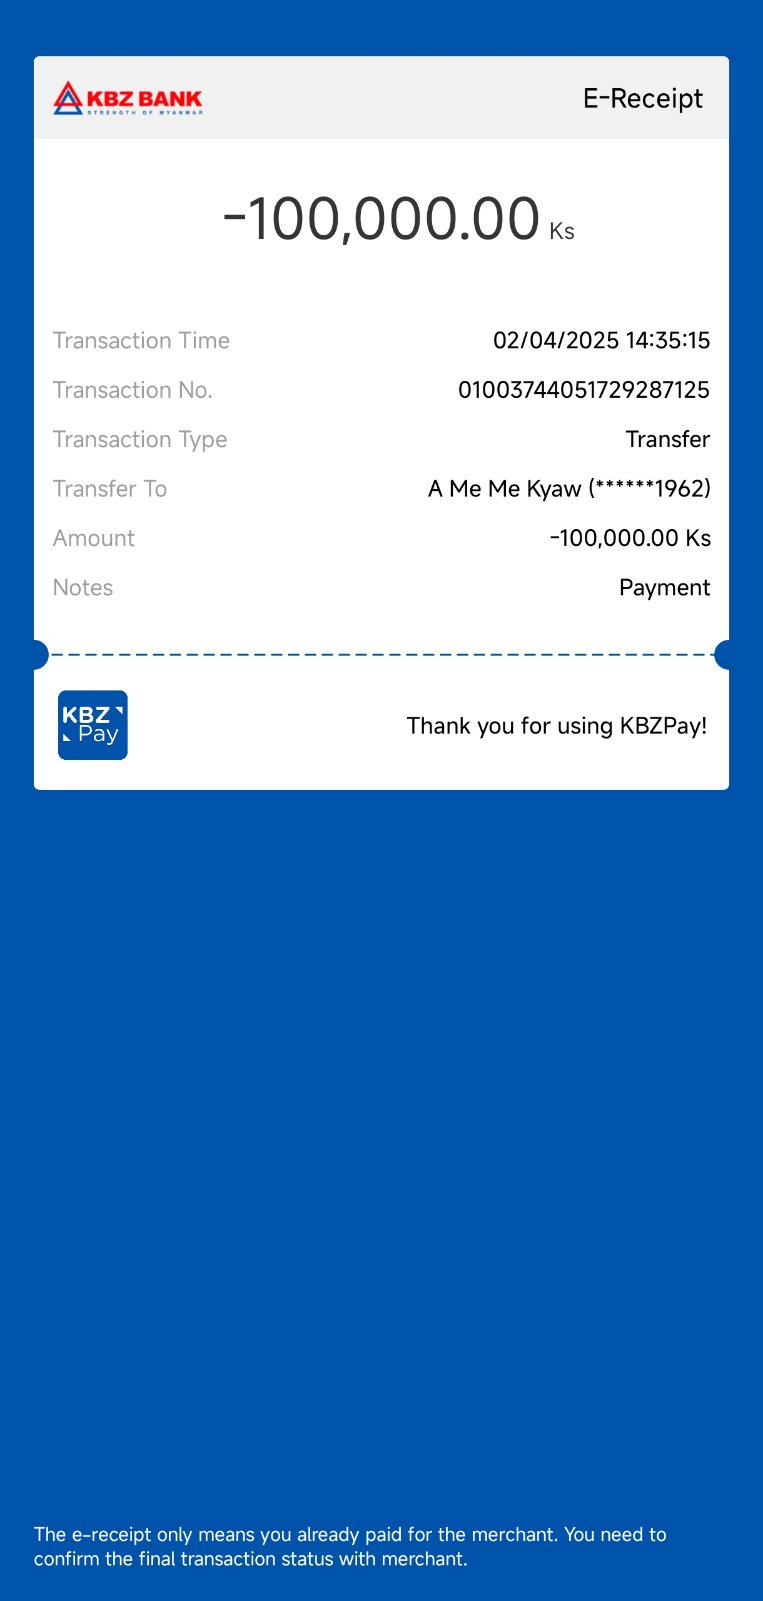 KBZ BANK
STRENGTH OF MYANMAR
E-Receipt
-100,000.00 Ks
Transaction Time 02/04/2025 14:35:15
Transaction No. 01003744051729287125
Transaction Type Transfer
Transfer To A Me Me Kyaw (******1962)
Amount -100,000.00 Ks
Notes Payment
KBZ
Pay
Thank you for using KBZPay!
The e-receipt only means you already paid for the merchant. You need to
confirm the final transaction status with merchant.